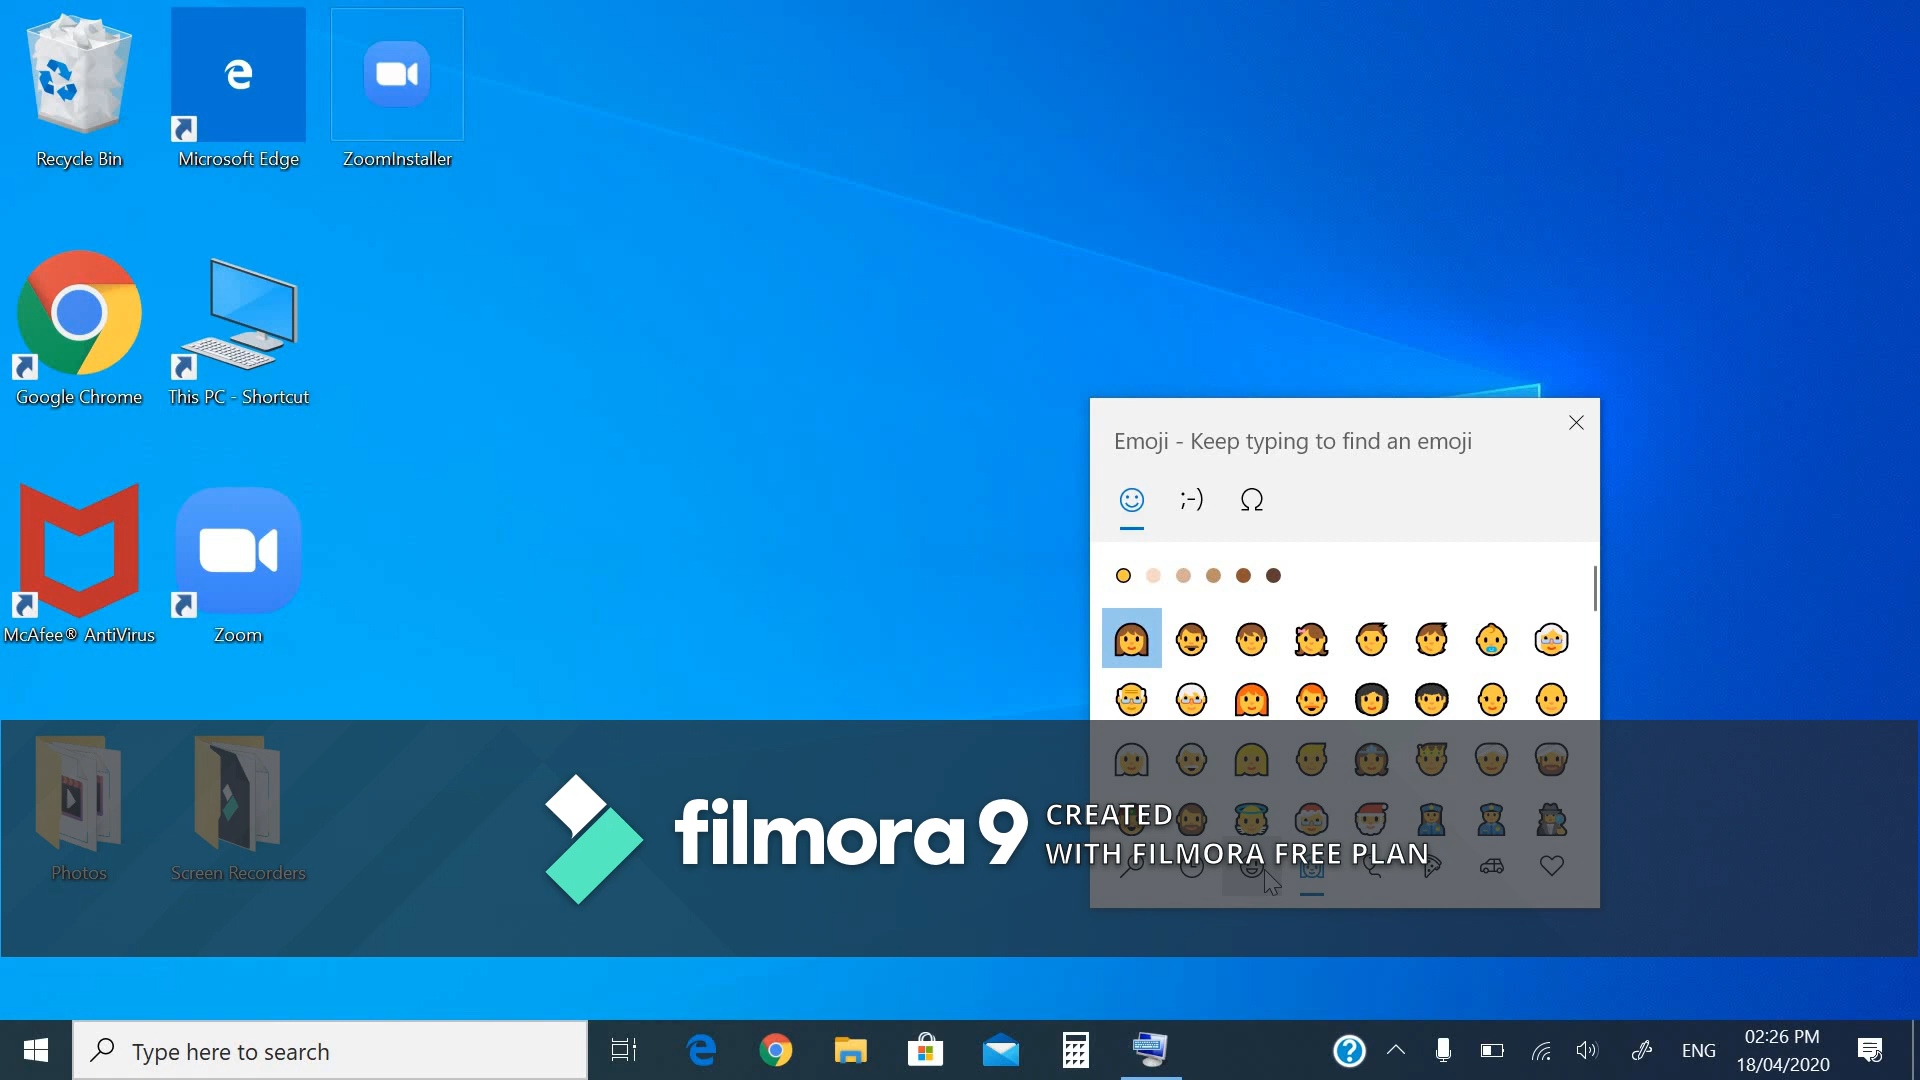 Recycle Bin
Microsoft Edge
ZoomInstaller
Google Chrome
This PC - Shortcut
Emoji - Keep typing to find an emoji
;-)
Ω
McAfee® AntiVirus
Zoom
Photos
Screen Recorders
filmora9
CREATED
WITH FILMORA FREE PLAN
Type here to search
ENG
02:26 PM
18/04/2020